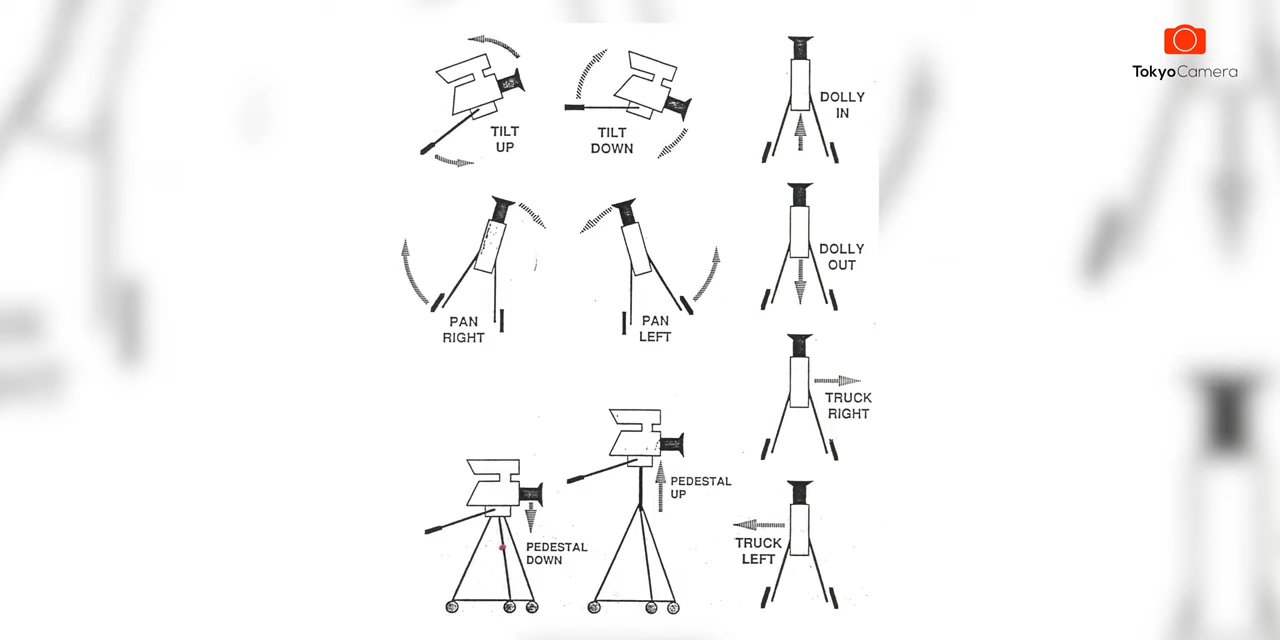 TokyoCamera
TILT
UP
TILT
DOWN
DOLLY
IN
PAN
RIGHT
PAN
LEFT
DOLLY
OUT
TRUCK
RIGHT
PEDESTAL
UP
PEDESTAL
DOWN
TRUCK
LEFT